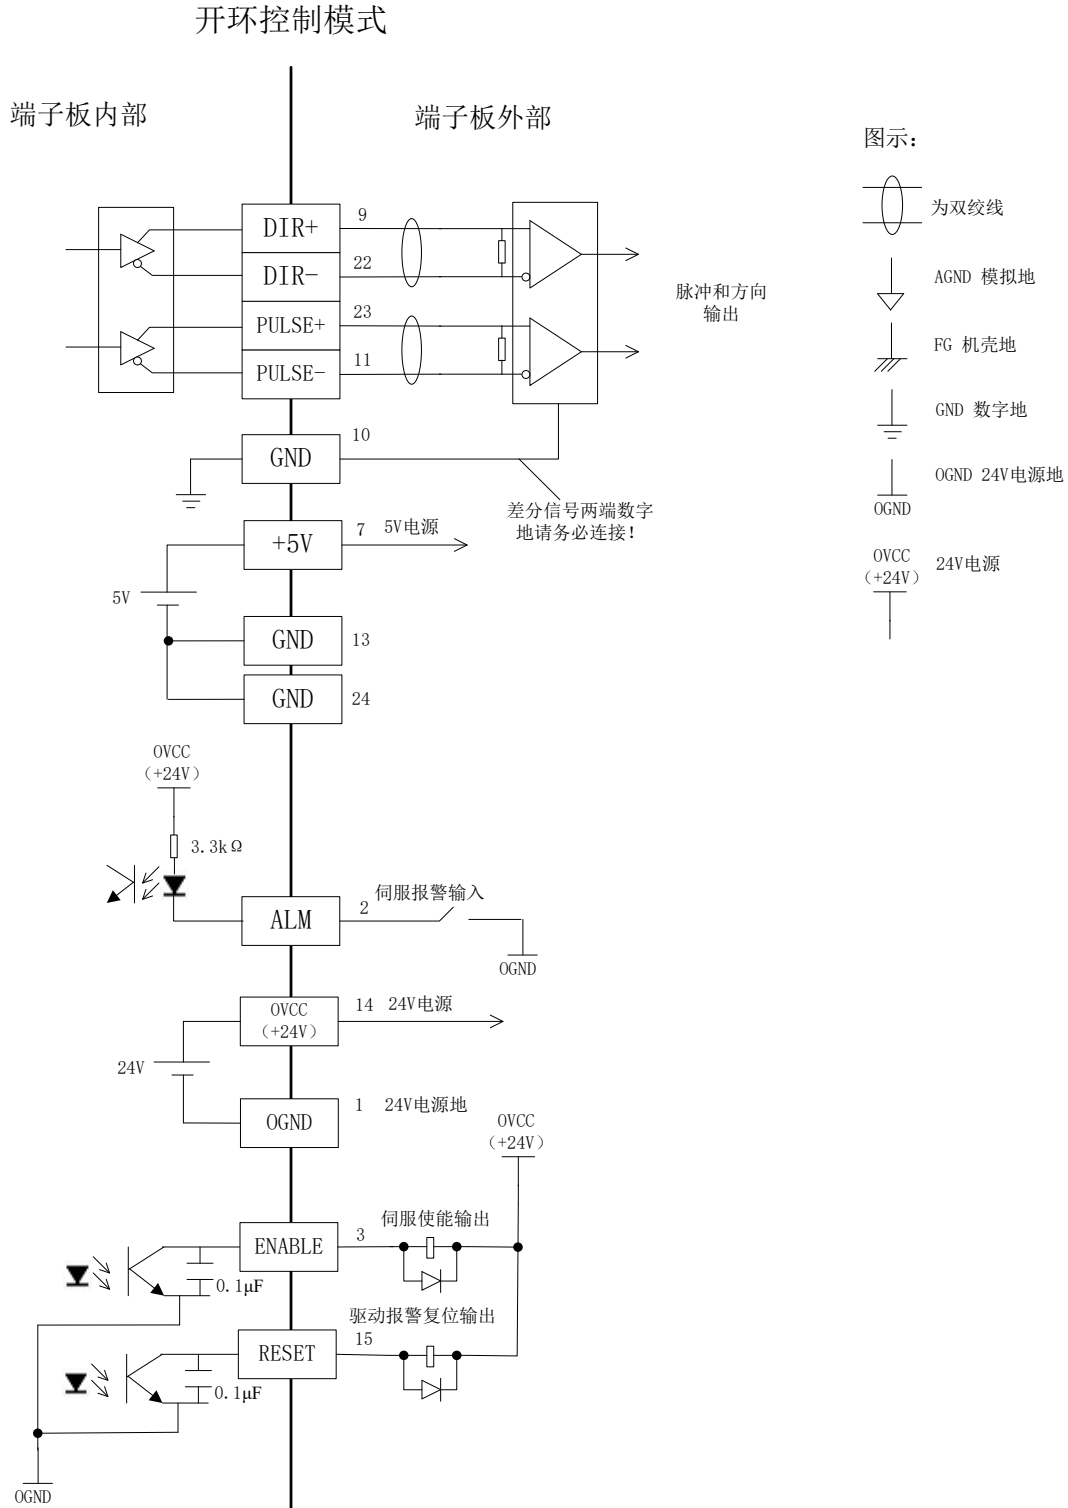 开环控制模式
端子板内部
端子板外部
图示：
DIR+
9
DIR-
22
PULSE+
23
PULSE-
11
脉冲和方向
输出
为双绞线
AGND 模拟地
FG 机壳地
GND 数字地
OGND 24V电源地
OGND
OVCC
(+24V)
24V电源
GND
10
差分信号两端数字
地请务必连接！
+5V
7
5V电源
5V
GND
13
GND
24
OVCC
(+24V)
3.3kΩ
ALM
2
伺服报警输入
OGND
OVCC
(+24V)
14
24V电源
24V
OGND
1
24V电源地
OVCC
(+24V)
ENABLE
3
伺服使能输出
0.1μF
驱动报警复位输出
RESET
15
0.1μF
OGND